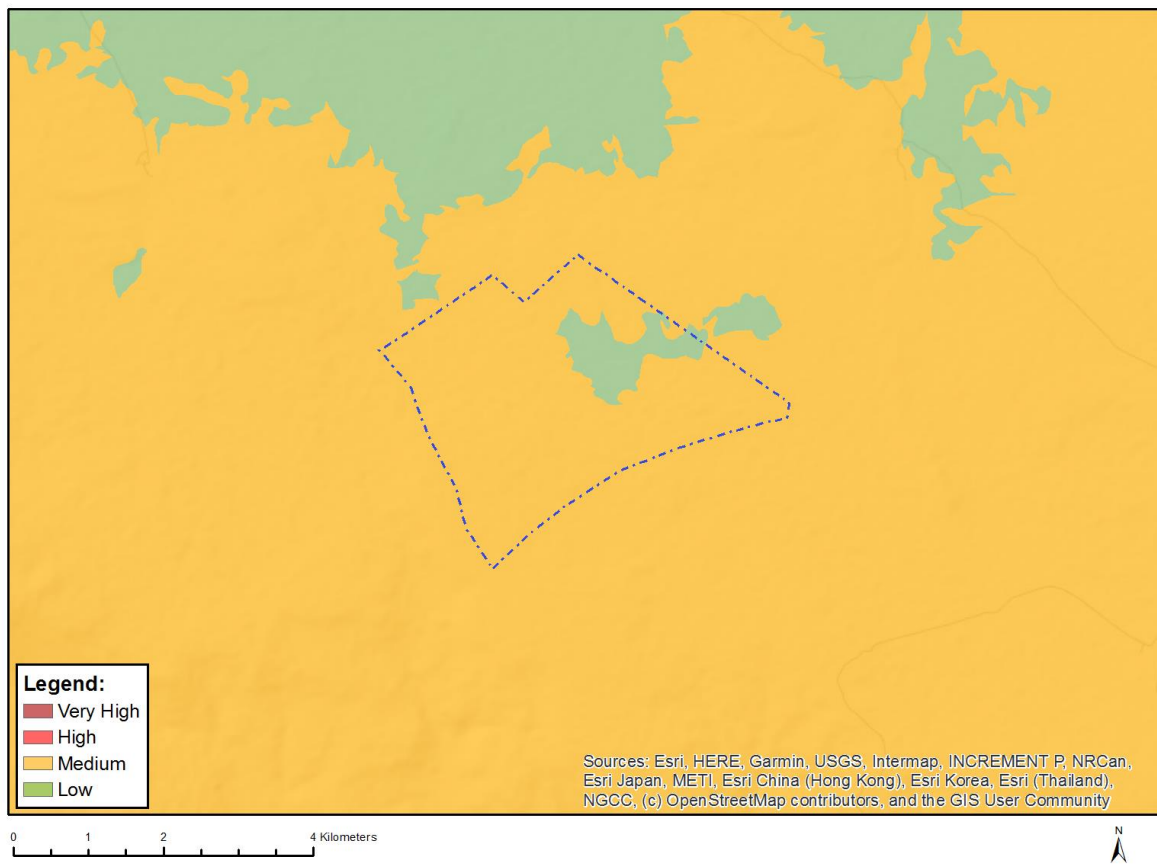 Legend:
Very High
High
Medium
Low
Sources: Esri, HERE, Garmin, USGS, Intermap, INCREMENT P, NRCan,
Esri Japan, METI, Esri China (Hong Kong), Esri Korea, Esri (Thailand),
NGCC, (c) OpenStreetMap contributors, and the GIS User Community
0 1 2 4 Kilometers
N